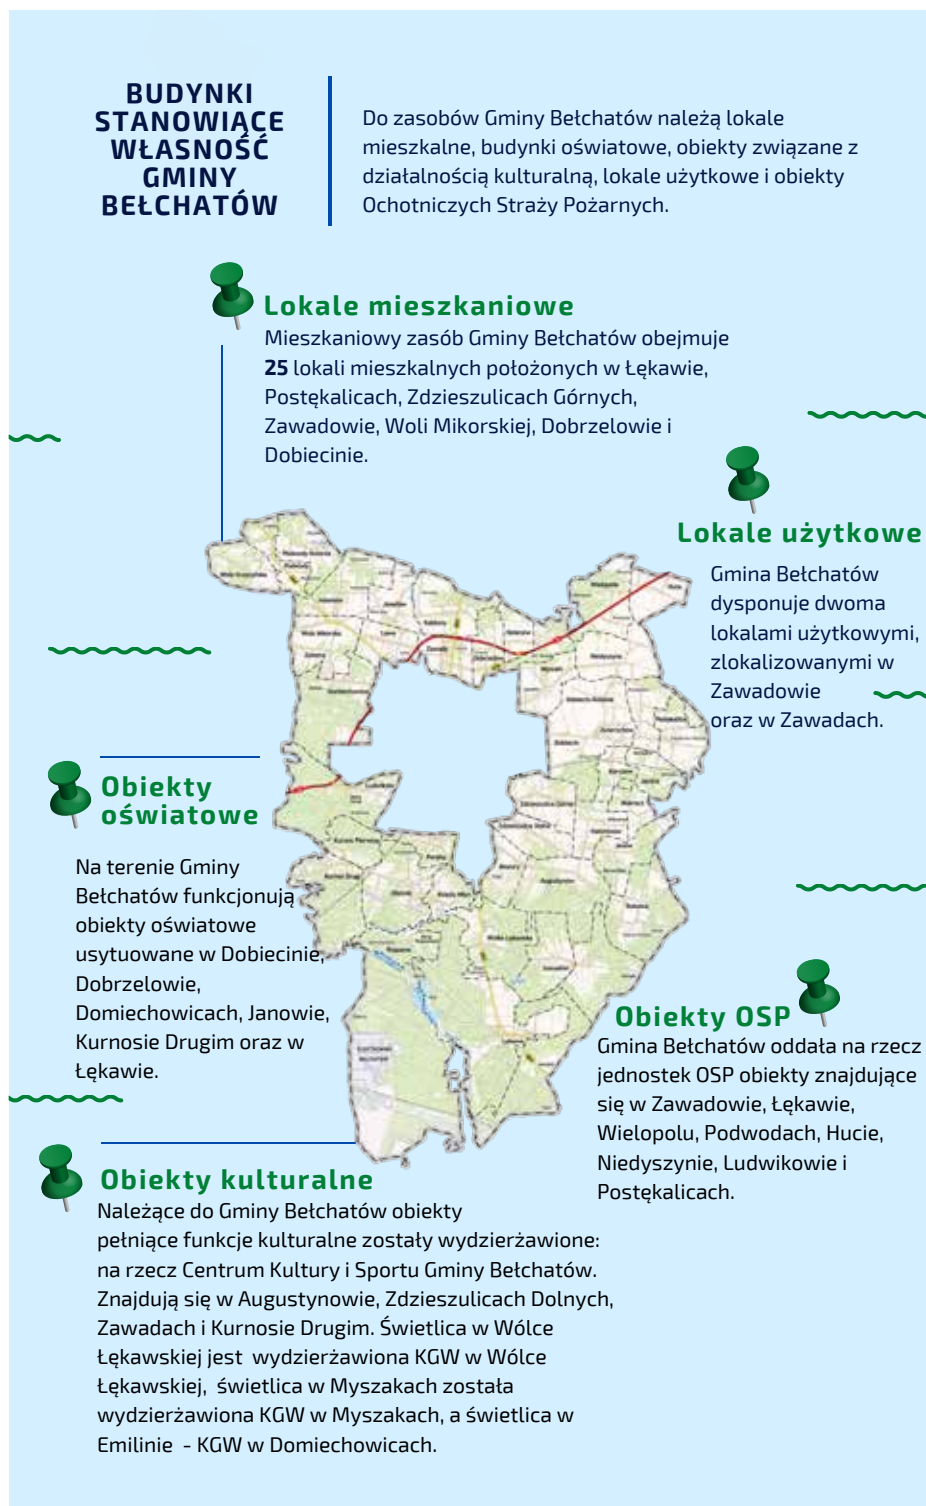 BUDYNKI
STANOWIĄCE
WŁASNOŚĆ
GMINY
BEŁCHATÓW
Do zasobów Gminy Bełchatów należą lokale
mieszkalne, budynki oświatowe, obiekty związane z
działalnością kulturalną, lokale użytkowe i obiekty
Ochotniczych Straży Pożarnych.
Lokale mieszkaniowe
Mieszkaniowy zasób Gminy Bełchatów obejmuje
25 lokali mieszkalnych położonych w Łękawie,
Postękalicach, Zdzieszulicach Górnych,
Zawadowie, Woli Mikorskiej, Dobrzelowie i
Dobiecinie.
Lokale użytkowe
Gmina Bełchatów
dysponuje dwoma
lokalami użytkowymi,
zlokalizowanymi w
Zawadowie
oraz w Zawadach.
Obiekty
oświatowe
Na terenie Gminy
Bełchatów funkcjonują
obiekty oświatowe
usytuowane w Dobiecinie,
Dobrzelowie,
Domiechowicach, Janowie,
Kurnosie Drugim oraz w
Łękawie.
Obiekty OSP
Gmina Bełchatów oddała na rzecz
jednostek OSP obiekty znajdujące
się w Zawadowie, Łękawie,
Wielopolu, Podwodach, Hucie,
Niedyszynie, Ludwikowie i
Postękalicach.
Obiekty kulturalne
Należące do Gminy Bełchatów obiekty
pełniące funkcje kulturalne zostały wydzierżawione:
na rzecz Centrum Kultury i Sportu Gminy Bełchatów.
Znajdują się w Augustynowie, Zdzieszulicach Dolnych,
Zawadach i Kurnosie Drugim. Świetlica w Wólce
Łękawskiej jest wydzierżawiona KGW w Wólce
Łękawskiej, świetlica w Myszakach została
wydzierżawiona KGW w Myszakach, a świetlica w
Emilinie - KGW w Domiechowicach.